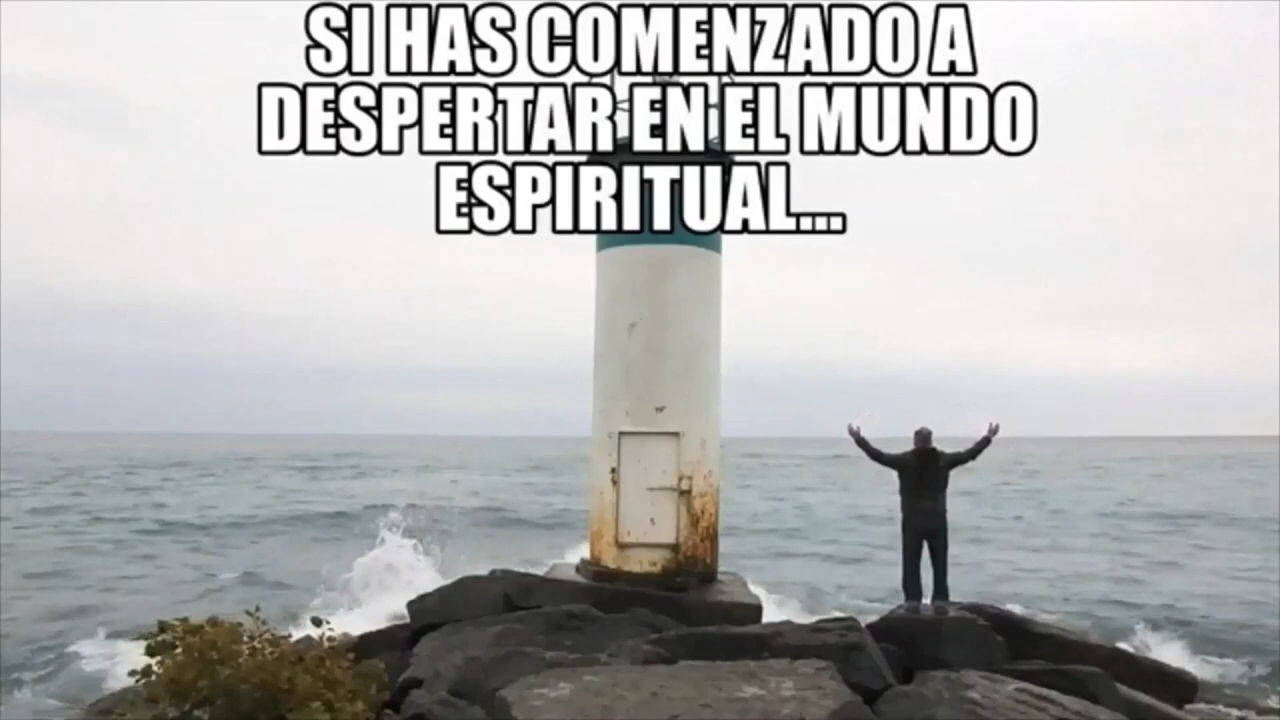 SI HAS COMENZADO A
DESPERTAR EN EL MUNDO
ESPIRITUAL...